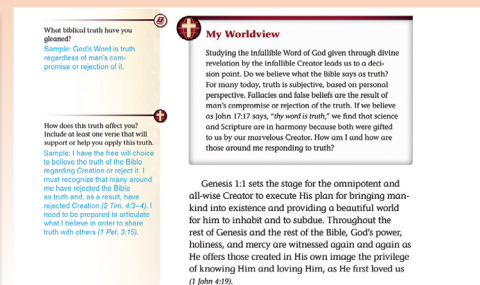 What biblical truth have you
gleaned?
Sample: God's Word is truth
regardless of man's com-
promise or rejection of it.
How does this truth affect you?
Include at least one verse that will
support or help you apply this truth.
Sample: I have the free will choice
to believe the truth of the Bible
regarding Creation or reject it. I
must recognize that many around
me have rejected the Bible
as truth and, as a result, have
rejected Creation (2 Tim. 4:3–4). I
need to be prepared to articulate
what I believe in order to share
truth with others (1 Pet. 3:15).
My Worldview
Studying the infallible Word of God given through divine
revelation by the infallible Creator leads us to a deci-
sion point. Do we believe what the Bible says as truth?
For many today, truth is subjective, based on personal
perspective. Fallacies and false beliefs are the result of
man's compromise or rejection of the truth. If we believe
as John 17:17 says, "thy word is truth," we find that science
and Scripture are in harmony because both were gifted
to us by our marvelous Creator. How am I and how are
those around me responding to truth?
Genesis 1:1 sets the stage for the omnipotent and
all-wise Creator to execute His plan for bringing man-
kind into existence and providing a beautiful world
for him to inhabit and to subdue. Throughout the
rest of Genesis and the rest of the Bible, God's power,
holiness, and mercy are witnessed again and again as
He offers those created in His own image the privilege
of knowing Him and loving Him, as He first loved us
(1 John 4:19).